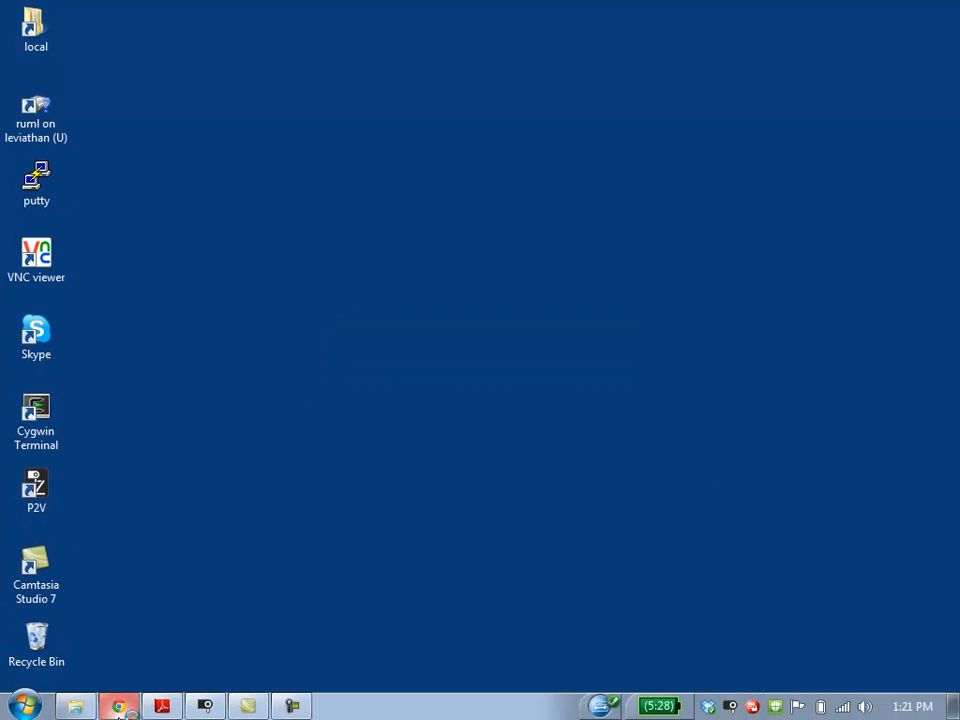 local
ruml on
leviathan (U)
putty
VNC viewer
Skype
Cygwin
Terminal
P2V
Camtasia
Studio 7
Recycle Bin
(5:28)
1:21 PM